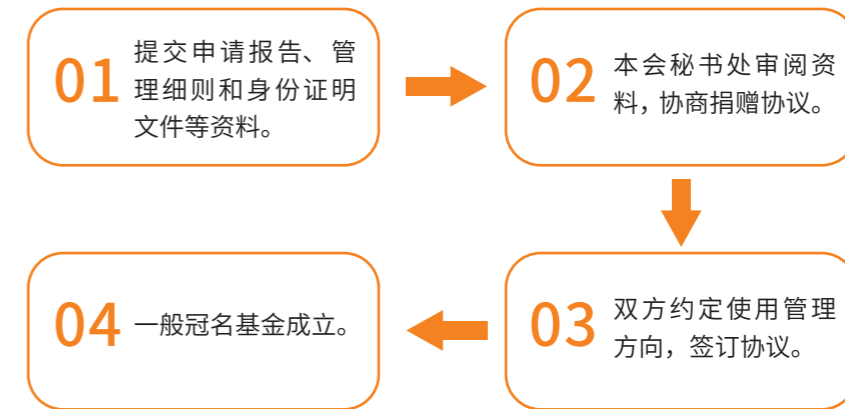 01
提交申请报告、管
理细则和身份证明
文件等资料。
02
本会秘书处审阅资
料，协商捐赠协议。
03
双方约定使用管理
方向，签订协议。
04
一般冠名基金成立。